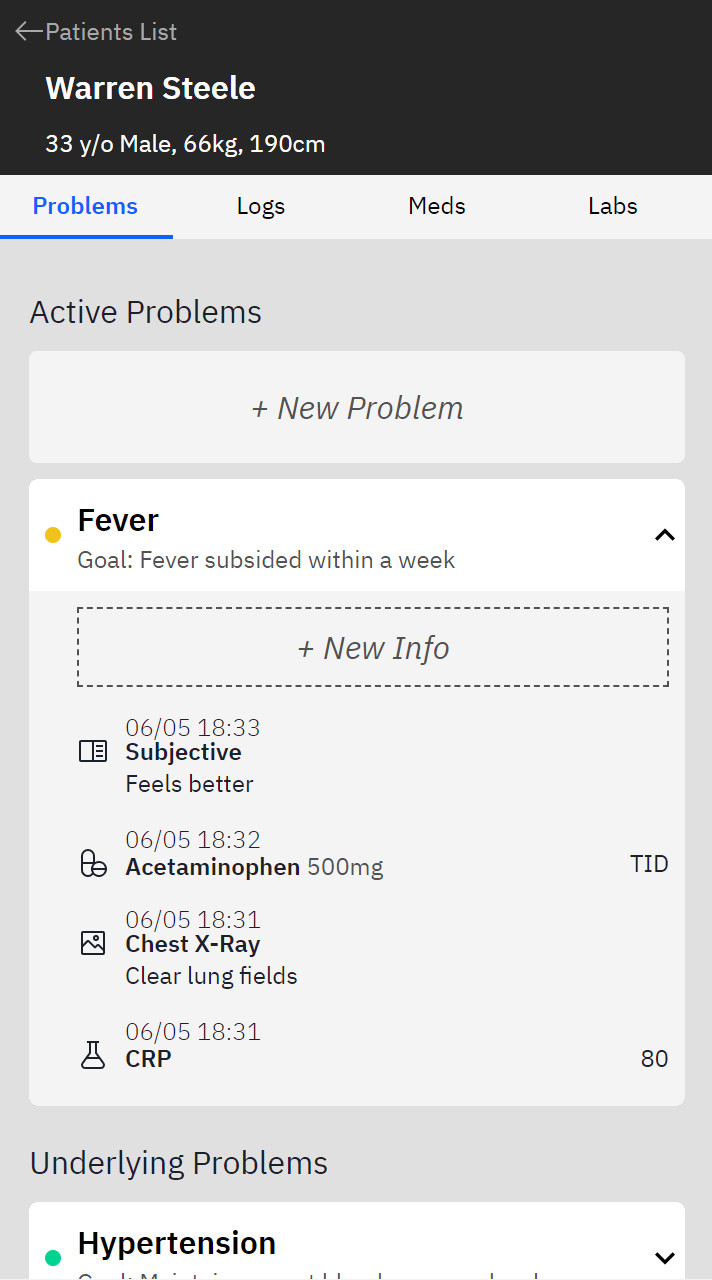 Patients List
Warren Steele
33 y/o Male, 66kg, 190cm
Problems Logs Meds Labs
Active Problems
+ New Problem
Fever
Goal: Fever subsided within a week
+ New Info
06/05 18:33
Subjective
Feels better
06/05 18:32
Acetaminophen 500mg TID
06/05 18:31
Chest X-Ray
Clear lung fields
06/05 18:31
CRP 80
Underlying Problems
Hypertension